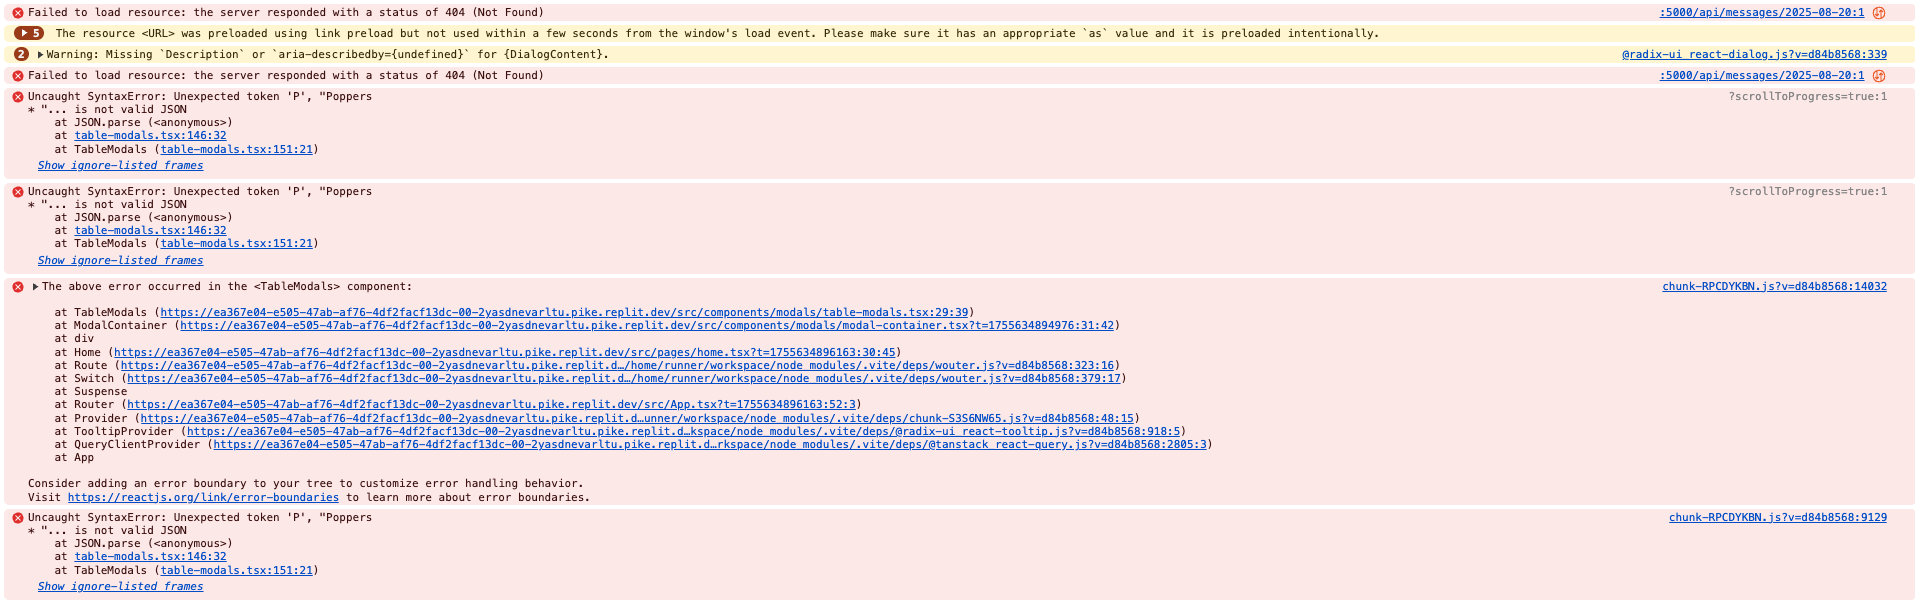 Failed to load resource: the server responded with a status of 404 (Not Found) :5000/api/messages/2025-08-20:1
5 The resource <URL> was preloaded using link preload but not used within a few seconds from the window's load event. Please make sure it has an appropriate `as` value and it is preloaded intentionally.
2 Warning: Missing `Description` or `aria-describedby={undefined}` for {DialogContent}. @radix-ui_react-dialog.js?v=d84b8568:339
Failed to load resource: the server responded with a status of 404 (Not Found) :5000/api/messages/2025-08-20:1
Uncaught SyntaxError: Unexpected token 'P', "Poppers ?scrollToProgress=true:1
* "... is not valid JSON
at JSON.parse (<anonymous>)
at table-modals.tsx:146:32
at TableModals (table-modals.tsx:151:21)
Show ignore-listed frames
Uncaught SyntaxError: Unexpected token 'P', "Poppers ?scrollToProgress=true:1
* "... is not valid JSON
at JSON.parse (<anonymous>)
at table-modals.tsx:146:32
at TableModals (table-modals.tsx:151:21)
Show ignore-listed frames
The above error occurred in the <TableModals> component: chunk-RPCDYKBN.js?v=d84b8568:14032
at TableModals (https://ea367e04-e505-47ab-af76-4df2facf13dc-00-2yasdnevarltu.pike.replit.dev/src/components/modals/table-modals.tsx:29:39)
at ModalContainer (https://ea367e04-e505-47ab-af76-4df2facf13dc-00-2yasdnevarltu.pike.replit.dev/src/components/modals/modal-container.tsx?t=1755634894976:31:42)
at div
at Home (https://ea367e04-e505-47ab-af76-4df2facf13dc-00-2yasdnevarltu.pike.replit.dev/src/pages/home.tsx?t=1755634896163:30:45)
at Route (https://ea367e04-e505-47ab-af76-4df2facf13dc-00-2yasdnevarltu.pike.replit.d…/home/runner/workspace/node_modules/.vite/deps/wouter.js?v=d84b8568:323:16)
at Switch (https://ea367e04-e505-47ab-af76-4df2facf13dc-00-2yasdnevarltu.pike.replit.d…/home/runner/workspace/node_modules/.vite/deps/wouter.js?v=d84b8568:379:17)
at Suspense
at Router (https://ea367e04-e505-47ab-af76-4df2facf13dc-00-2yasdnevarltu.pike.replit.dev/src/App.tsx?t=1755634896163:52:3)
at Provider (https://ea367e04-e505-47ab-af76-4df2facf13dc-00-2yasdnevarltu.pike.replit.d…unner/workspace/node_modules/.vite/deps/chunk-S3S6NW65.js?v=d84b8568:48:15)
at TooltipProvider (https://ea367e04-e505-47ab-af76-4df2facf13dc-00-2yasdnevarltu.pike.replit.d…kspace/node_modules/.vite/deps/@radix-ui_react-tooltip.js?v=d84b8568:918:5)
at QueryClientProvider (https://ea367e04-e505-47ab-af76-4df2facf13dc-00-2yasdnevarltu.pike.replit.d…rkspace/node_modules/.vite/deps/@tanstack_react-query.js?v=d84b8568:2805:3)
at App
Consider adding an error boundary to your tree to customize error handling behavior.
Visit https://reactjs.org/link/error-boundaries to learn more about error boundaries.
Uncaught SyntaxError: Unexpected token 'P', "Poppers chunk-RPCDYKBN.js?v=d84b8568:9129
* "... is not valid JSON
at JSON.parse (<anonymous>)
at table-modals.tsx:146:32
at TableModals (table-modals.tsx:151:21)
Show ignore-listed frames